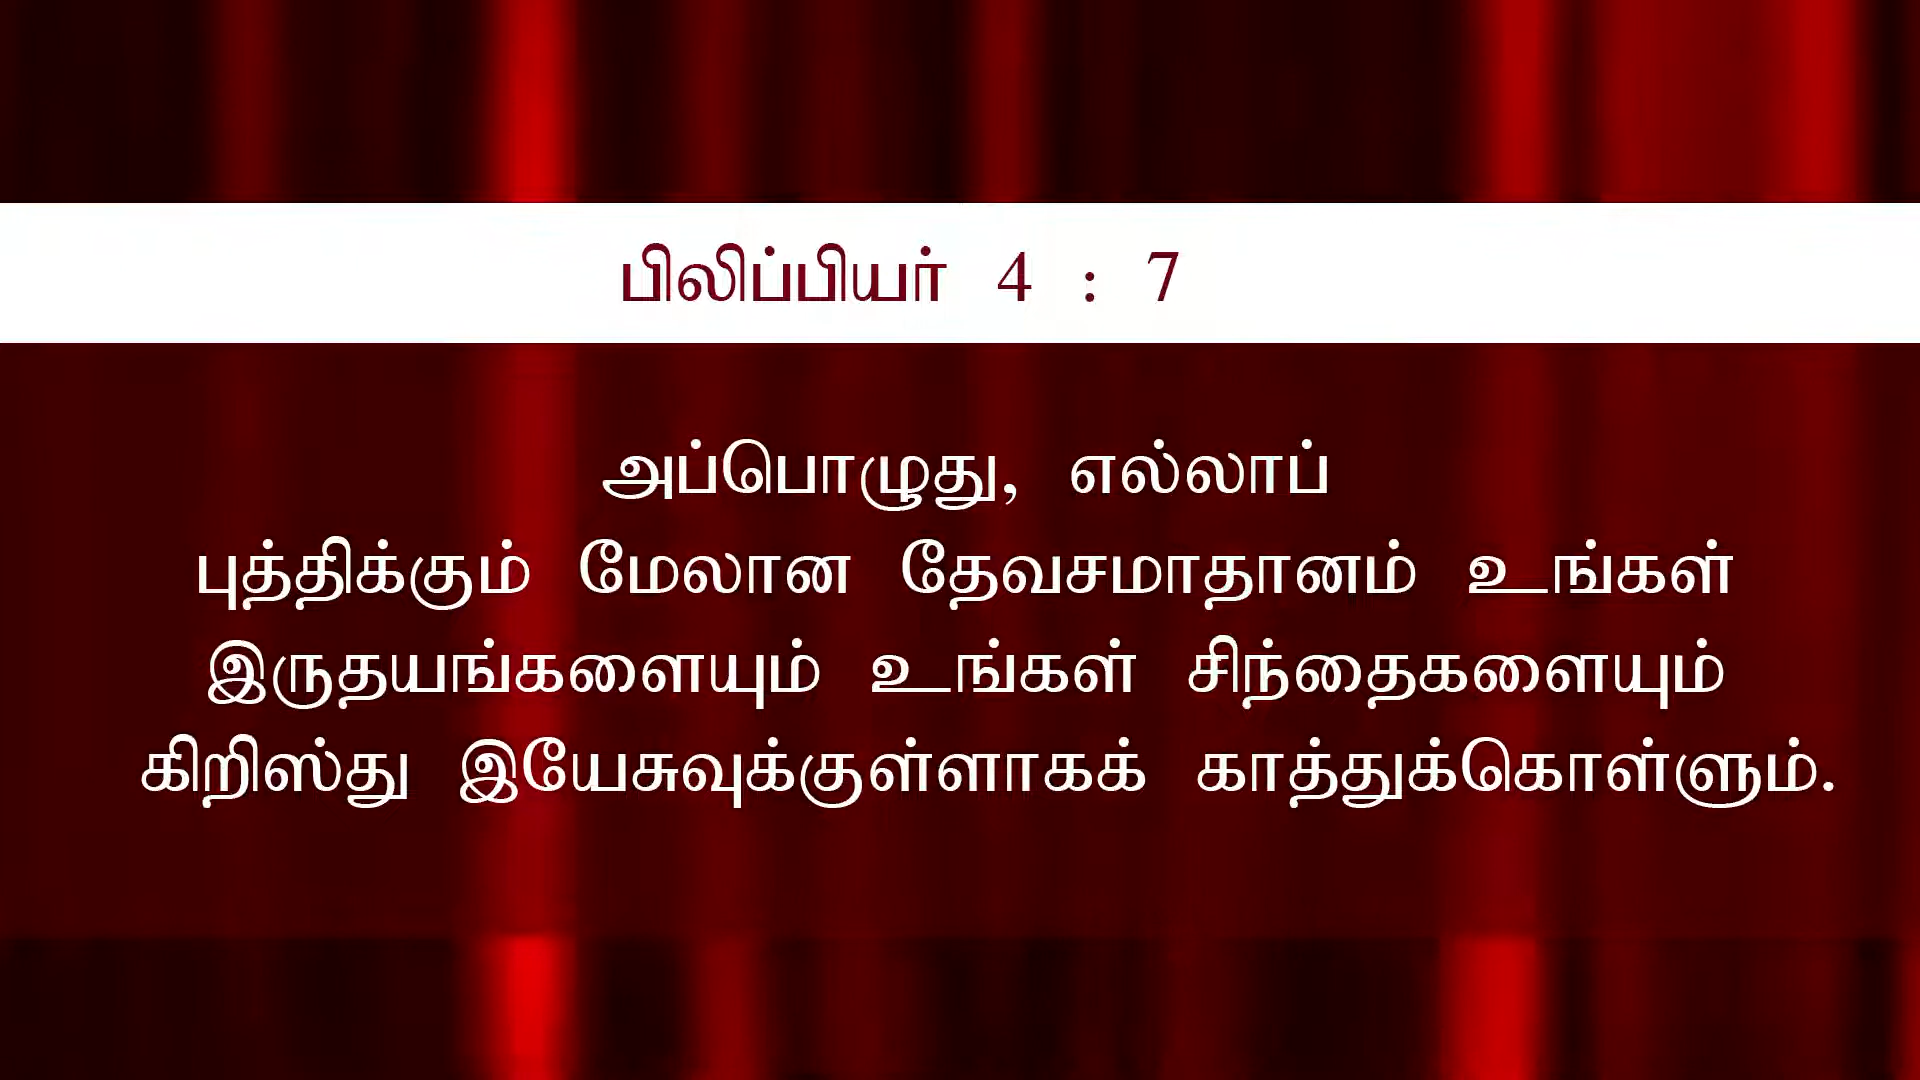 பிலிப்பியர் 4 : 7
அப்பொழுது, எல்லாப்
புத்திக்கும் மேலான தேவசமாதானம் உங்கள்
இருதயங்களையும் உங்கள் சிந்தைகளையும்
கிறிஸ்து இயேசுவுக்குள்ளாகக் காத்துக்கொள்ளும்.